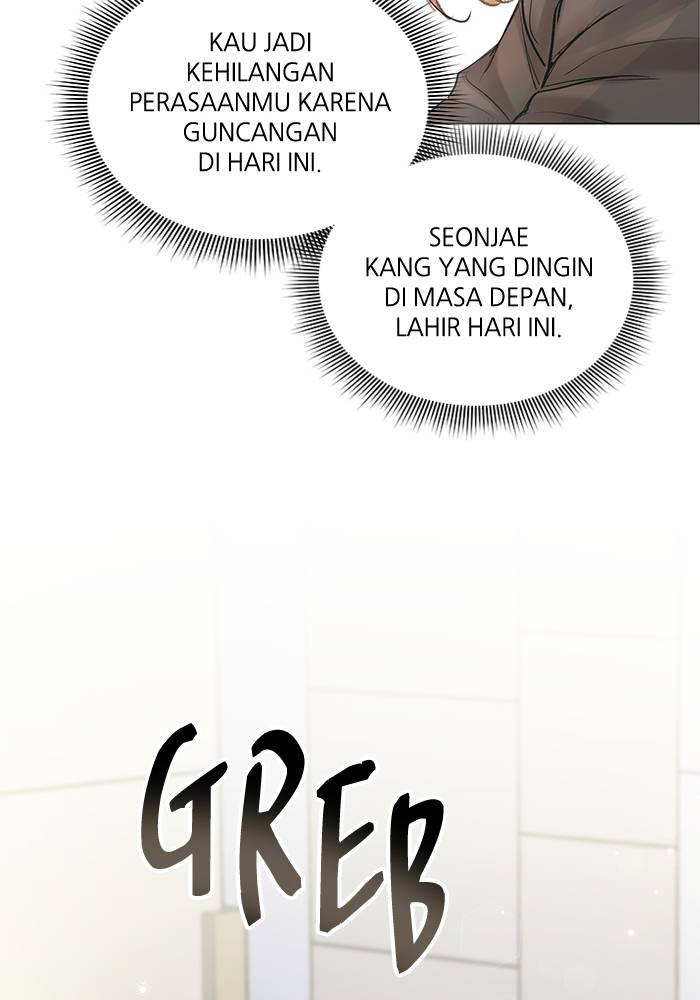 KAU JADI
KEHILANGAN
PERASAANMU KARENA
GUNCANGAN
DI HARI INI.
SEONJAE
KANG YANG DINGIN
DI MASA DEPAN,
LAHIR HARI INI.
GREB